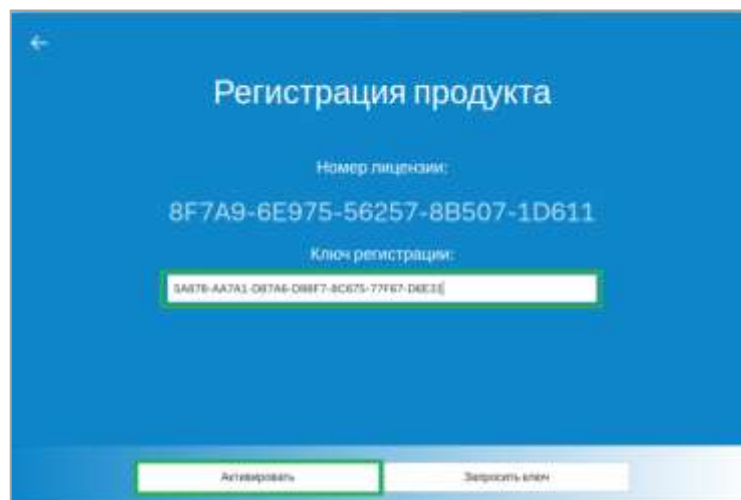 Регистрация продукта
Номер лицензии:
8F7A9-6E975-56257-8B507-1D611
Ключ регистрации:
Активировать
Запросить ключ